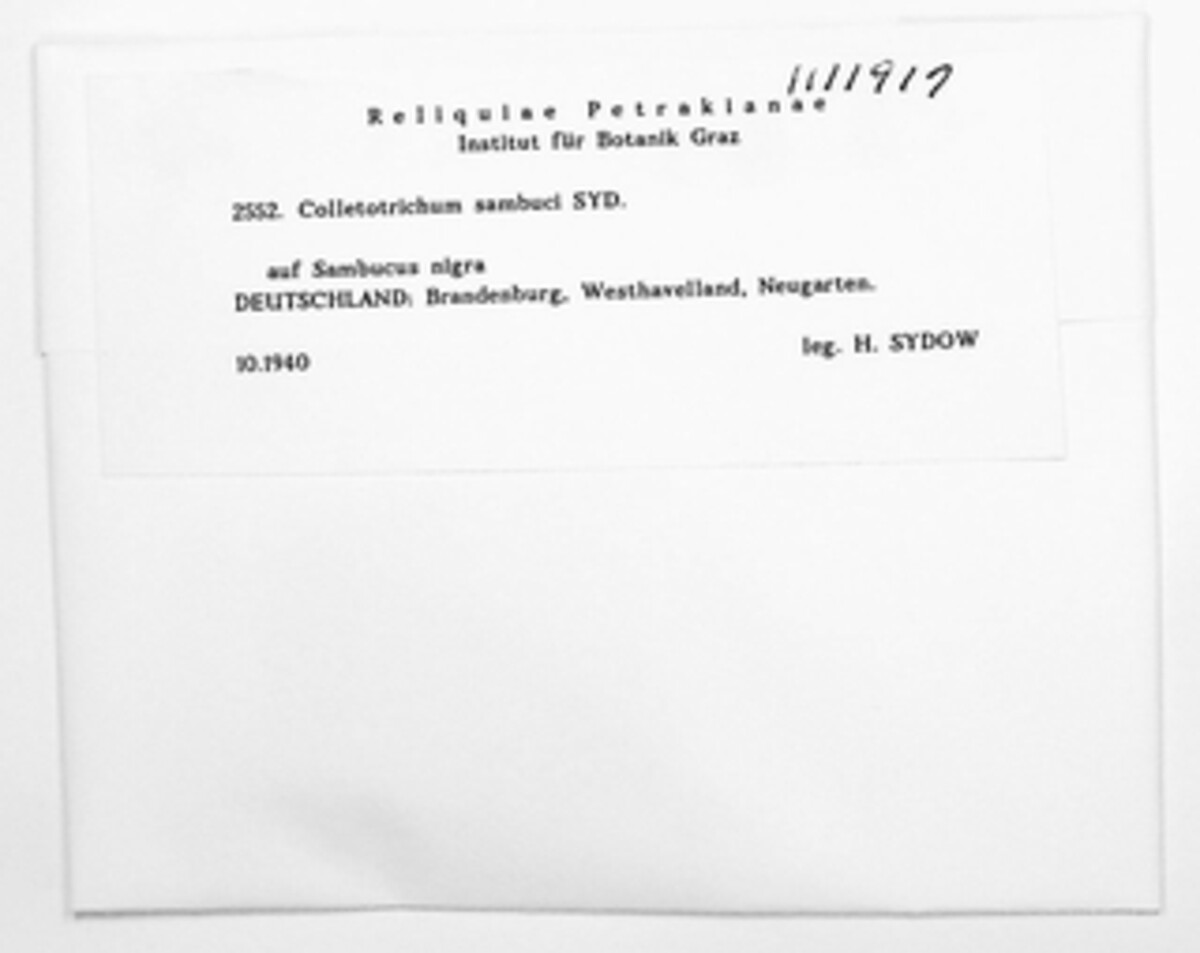 1111917
Reliquiae Petrakianae
Institut für Botanik Graz
2552. Colletotrichum sambuci SYD.
auf Sambucus nigra
DEUTSCHLAND: Brandenburg, Westhavelland, Neugarten.
10.1940
leg. H. SYDOW